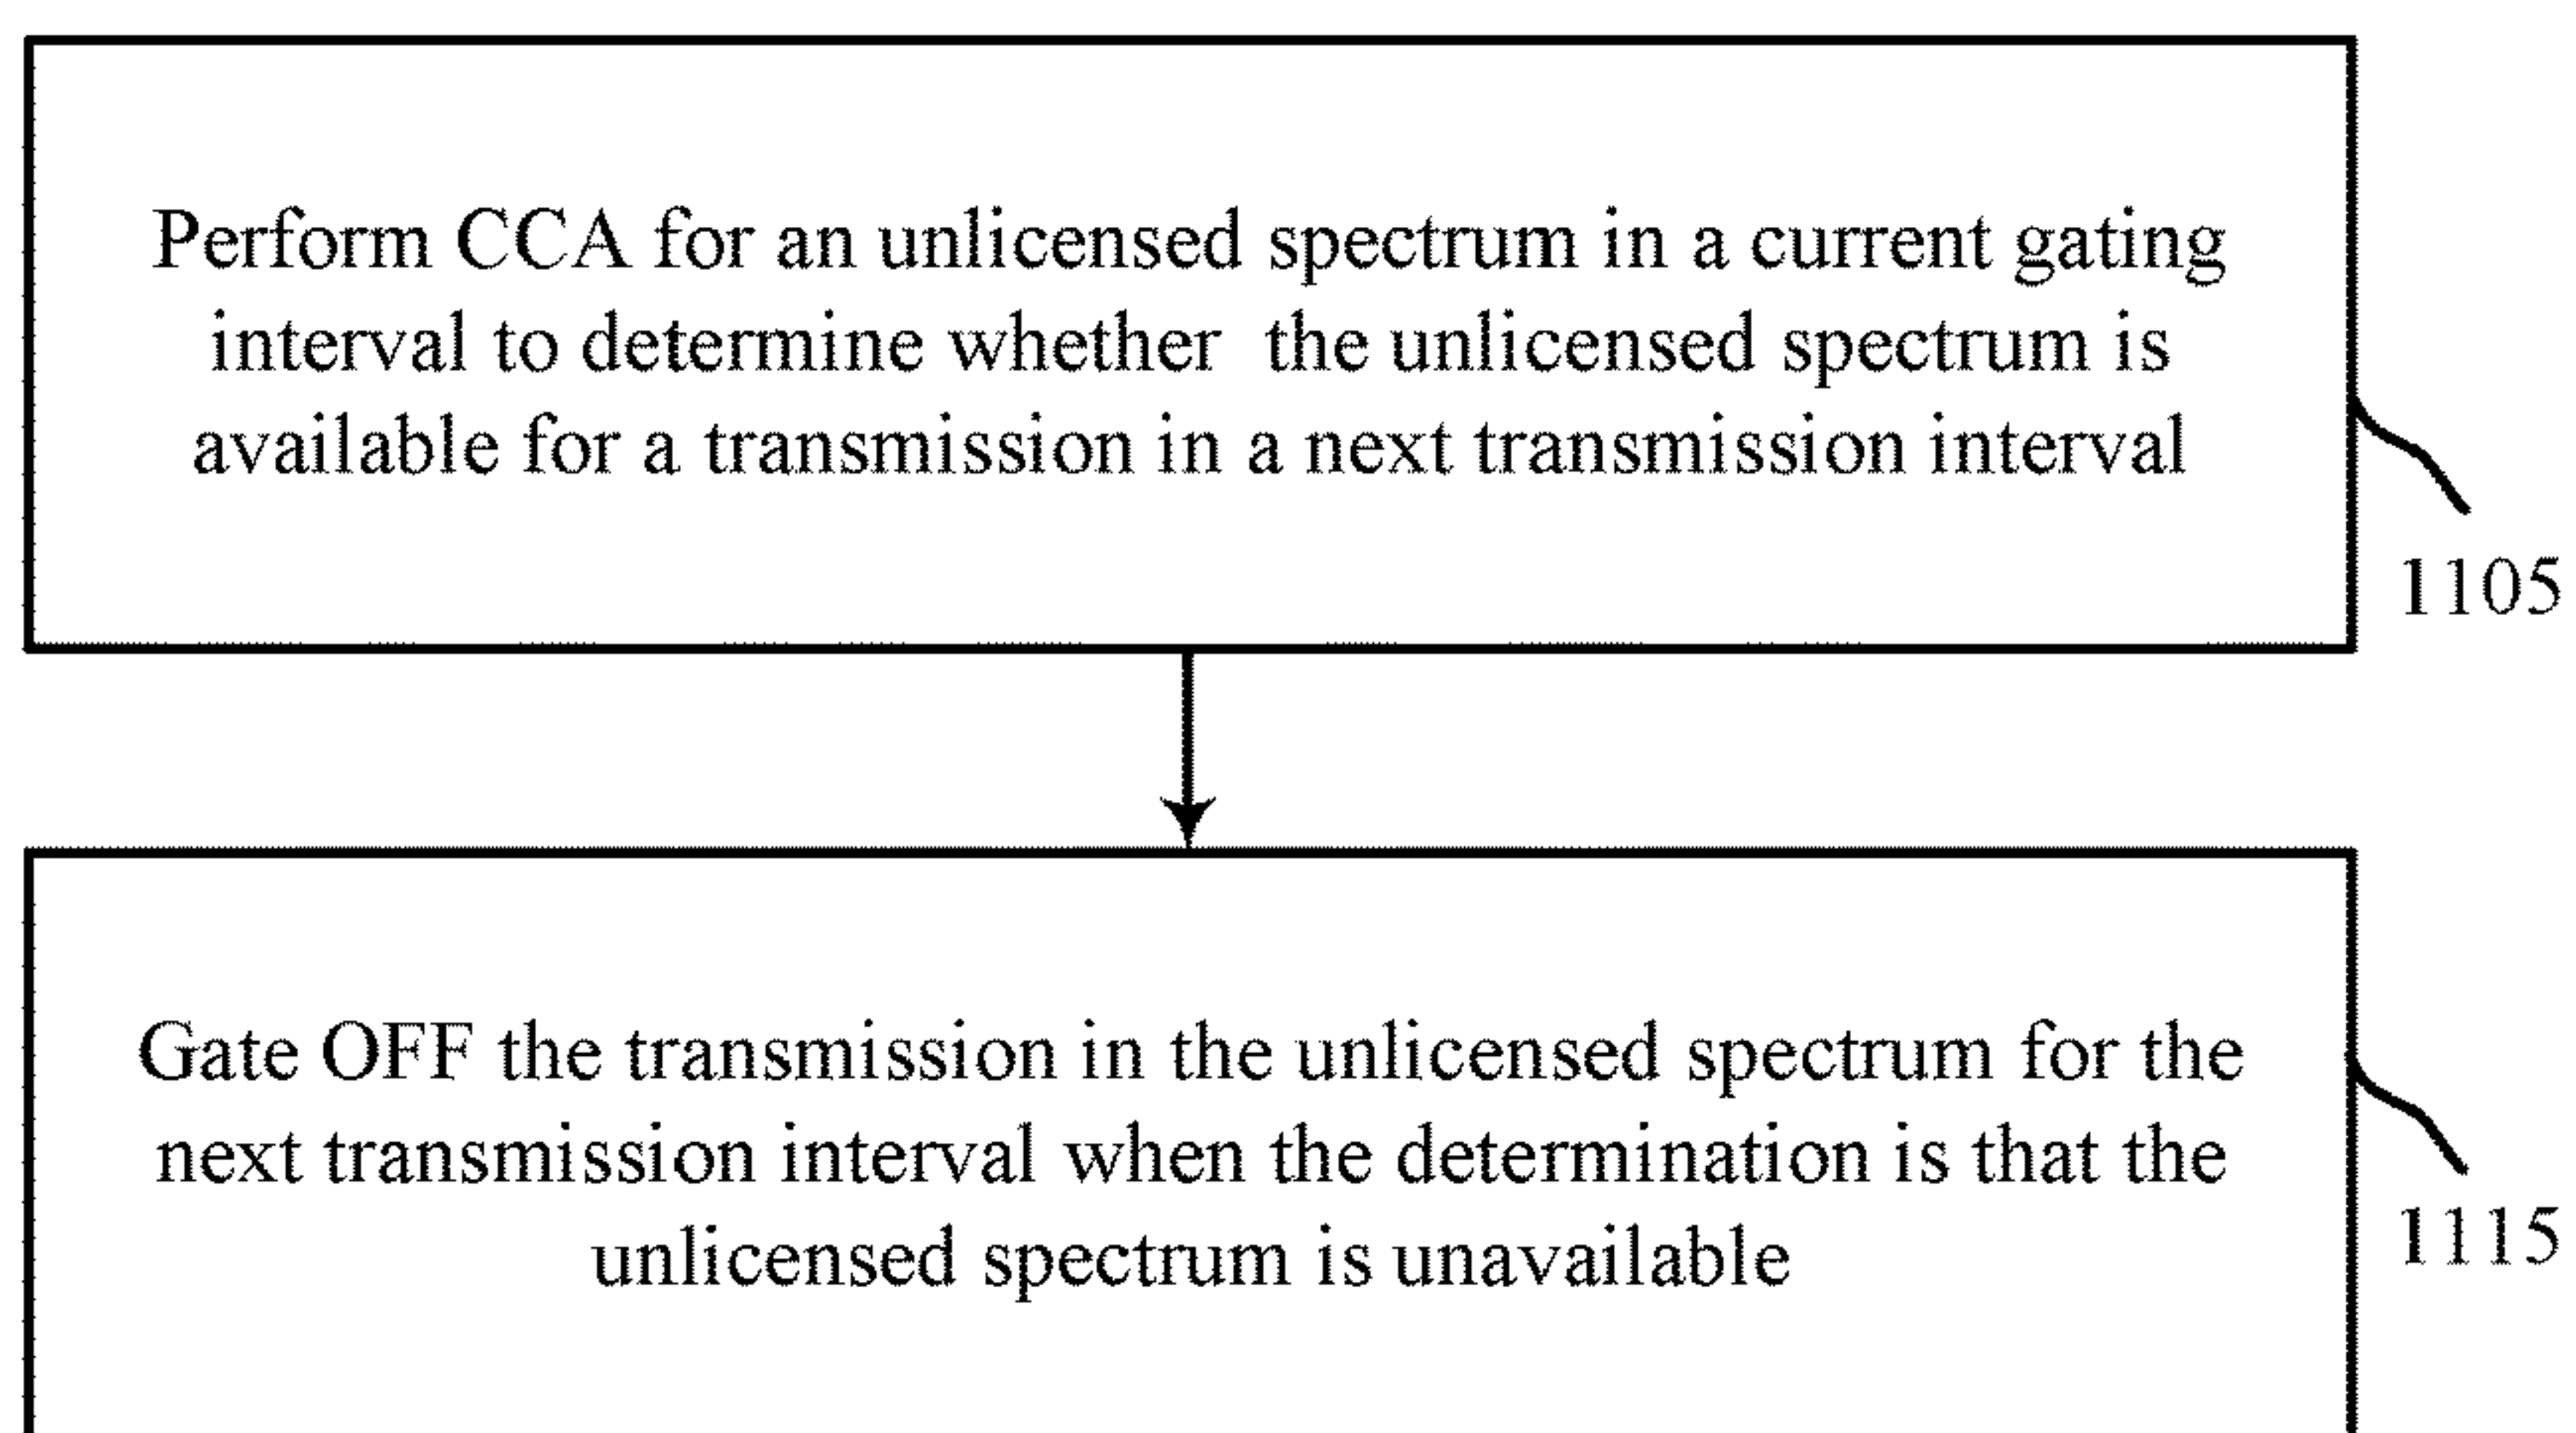 Perform CCA for an unlicensed spectrum in a current gating
interval to determine whether the unlicensed spectrum is
available for a transmission in a next transmission interval
1105
Gate OFF the transmission in the unlicensed spectrum for the
next transmission interval when the determination is that the
unlicensed spectrum is unavailable
1115